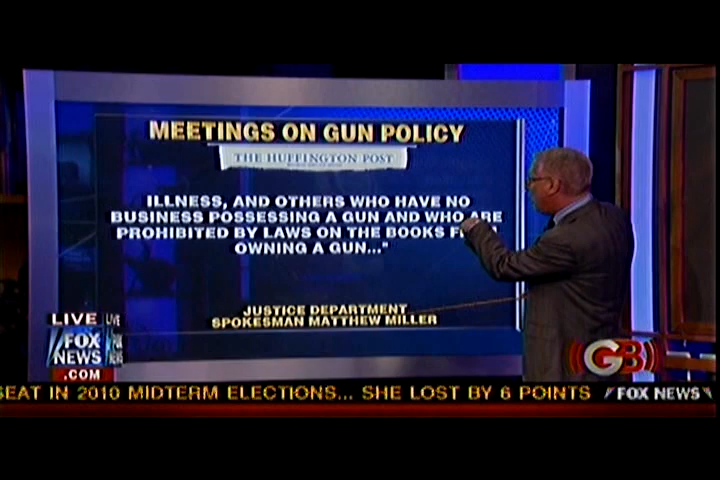 MEETINGS ON GUN POLICY
THE HUFFINGTON POST
ILLNESS, AND OTHERS WHO HAVE NO
BUSINESS POSSESSING A GUN AND WHO ARE
PROHIBITED BY LAWS ON THE BOOKS
OWNING A GUN..."
JUSTICE DEPARTMENT
SPOKESMAN MATTHEW MILLER
LIVE
LIVE
FOX
NEWS
.COM
GB
SEAT IN 2010 MIDTERM ELECTIONS... SHE LOST BY 6 POINTS
FOX NEWS